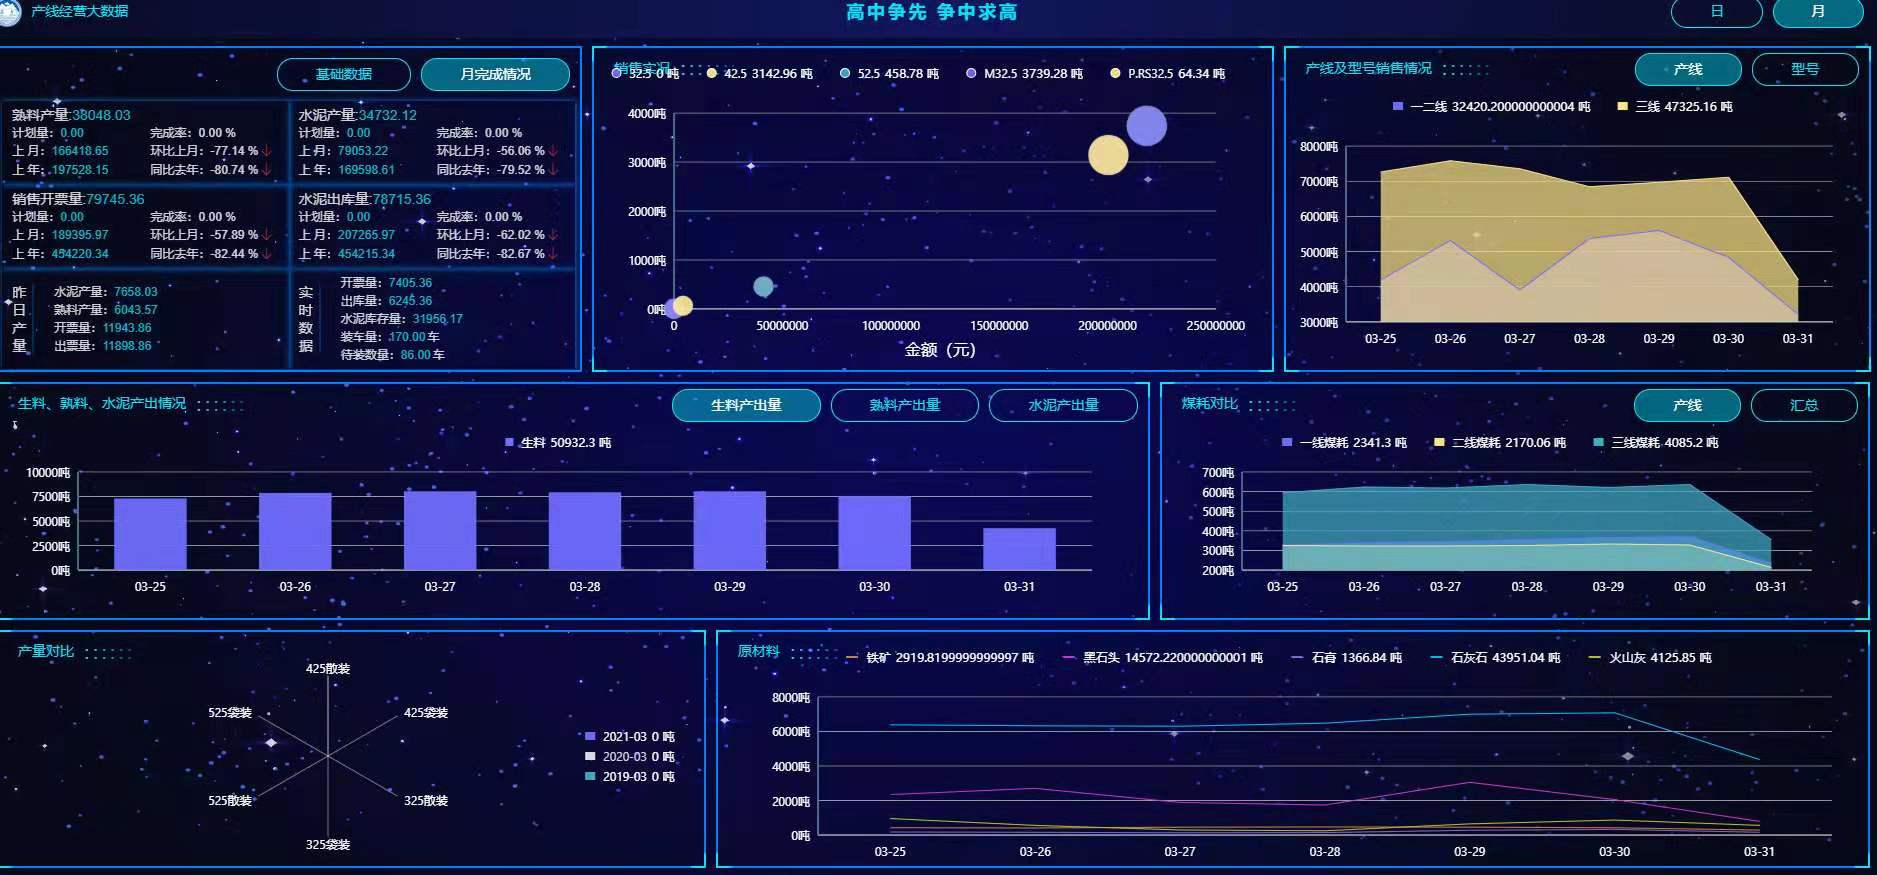 产线经营大数据
高中争先 争中求高
日
月
基础数据
月完成情况
熟料产量:38048.03
计划量: 0.00 完成率: 0.00 %
上月: 166418.65 环比上月: -77.14 % ↓
上年: 197528.15 同比去年: -80.74 % ↓
水泥产量:34732.12
计划量: 0.00 完成率: 0.00 %
上月: 79053.22 环比上月: -56.06 % ↓
上年: 169598.61 同比去年: -79.52 % ↓
销售开票量:79745.36
计划量: 0.00 完成率: 0.00 %
上月: 189395.97 环比上月: -57.89 % ↓
上年: 454220.34 同比去年: -82.44 % ↓
水泥出库量:78715.36
计划量: 0.00 完成率: 0.00 %
上月: 207265.97 环比上月: -62.02 % ↓
上年: 454215.34 同比去年: -82.67 % ↓
昨日产量
水泥产量: 7658.03
熟料产量: 6043.57
开票量: 11943.86
出票量: 11898.86
实时数据
开票量: 7405.36
出库量: 6245.36
水泥库存量: 31956.17
装车量: 170.00 车
待装数量: 86.00 车
销售实况
32.5 0 吨 42.5 3142.96 吨 52.5 458.78 吨 M32.5 3739.28 吨 P.RS32.5 64.34 吨
4000吨
3000吨
2000吨
1000吨
0吨
0 50000000 100000000 150000000 200000000 250000000
金额（元）
产线及型号销售情况
产线
型号
一二线 32420.200000000004 吨 三线 47325.16 吨
8000吨
7000吨
6000吨
5000吨
4000吨
3000吨
03-25 03-26 03-27 03-28 03-29 03-30 03-31
生料、孰料、水泥产出情况
生料产出量
熟料产出量
水泥产出量
生料 50932.3 吨
10000吨
7500吨
5000吨
2500吨
0吨
03-25 03-26 03-27 03-28 03-29 03-30 03-31
煤耗对比
产线
汇总
一线煤耗 2341.3 吨 二线煤耗 2170.06 吨 三线煤耗 4085.2 吨
700吨
600吨
500吨
400吨
300吨
200吨
03-25 03-26 03-27 03-28 03-29 03-30 03-31
产量对比
425散装
525袋装
425袋装
525散装
325散装
325袋装
2021-03 0 吨
2020-03 0 吨
2019-03 0 吨
原材料
铁矿 2919.8199999999997 吨 黑石头 14572.220000000001 吨 石膏 1366.84 吨 石灰石 43951.04 吨 火山灰 4125.85 吨
8000吨
6000吨
4000吨
2000吨
0吨
03-25 03-26 03-27 03-28 03-29 03-30 03-31